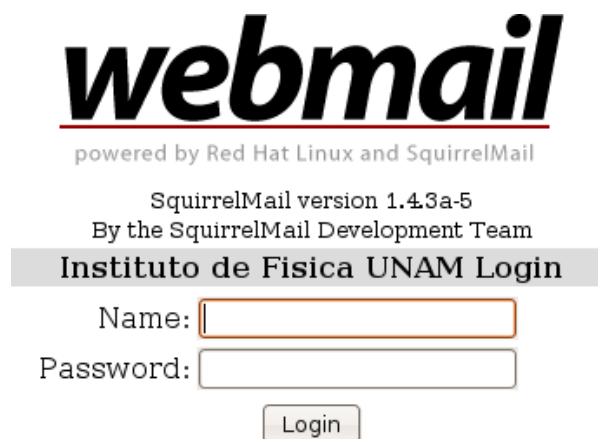 webmail
powered by Red Hat Linux and SquirrelMail
SquirrelMail version 1.4.3a-5
By the SquirrelMail Development Team
Instituto de Fisica UNAM Login
Name:
Password:
Login